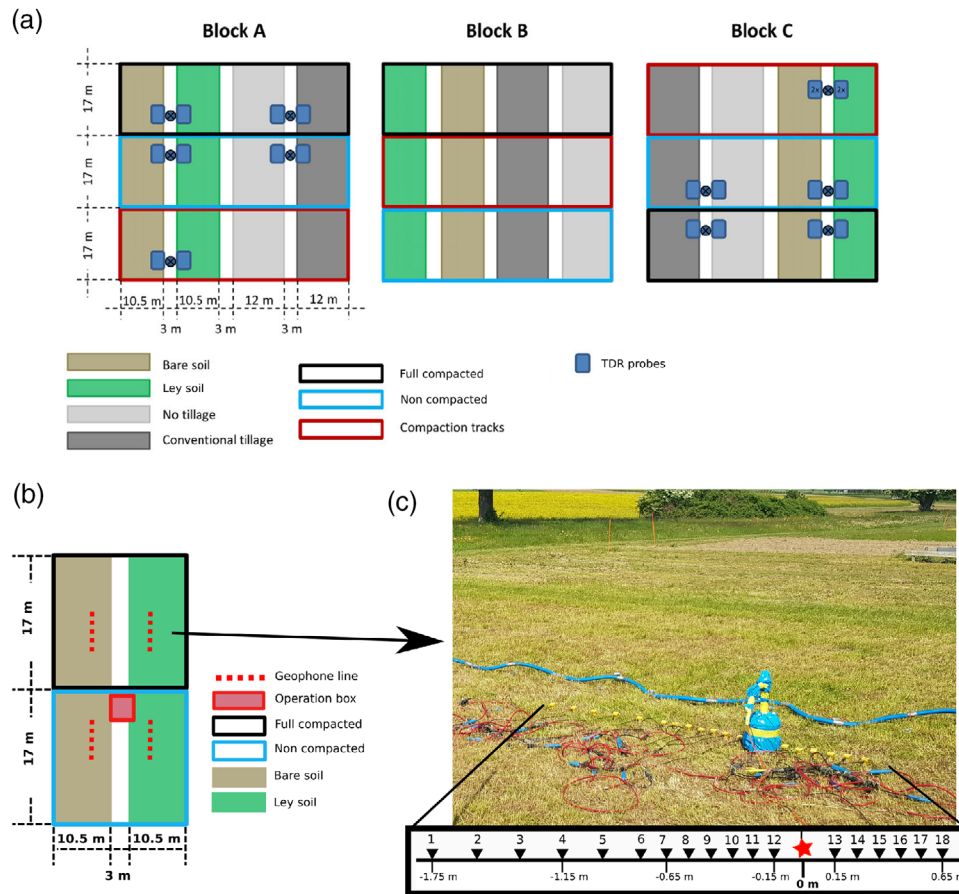 (a)
Block A Block B Block C
17 m
17 m
17 m
2x 2x
10.5 m 10.5 m 12 m 12 m
3 m 3 m 3 m
Bare soil
Ley soil
No tillage
Conventional tillage
Full compacted
Non compacted
Compaction tracks
TDR probes
(b)
17 m
17 m
10.5 m 10.5 m
3 m
Geophone line
Operation box
Full compacted
Non compacted
Bare soil
Ley soil
(c)
1 2 3 4 5 6 7 8 9 10 11 12 13 14 15 16 17 18
-1.75 m -1.15 m -0.65 m -0.15 m 0 m 0.15 m 0.65 m